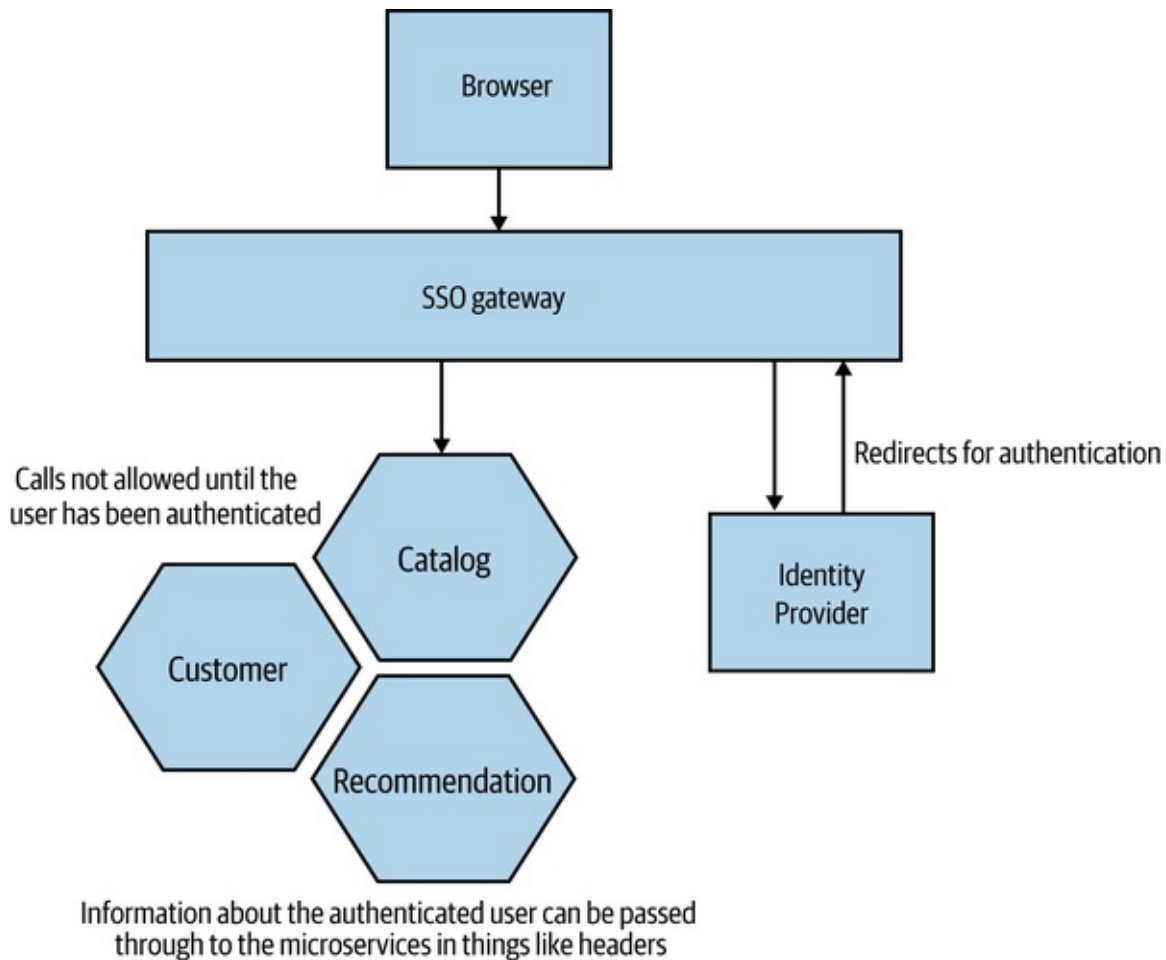 Browser
SSO gateway
Redirects for authentication
Calls not allowed until the
user has been authenticated
Catalog
Identity
Provider
Customer
Recommendation
Information about the authenticated user can be passed
through to the microservices in things like headers